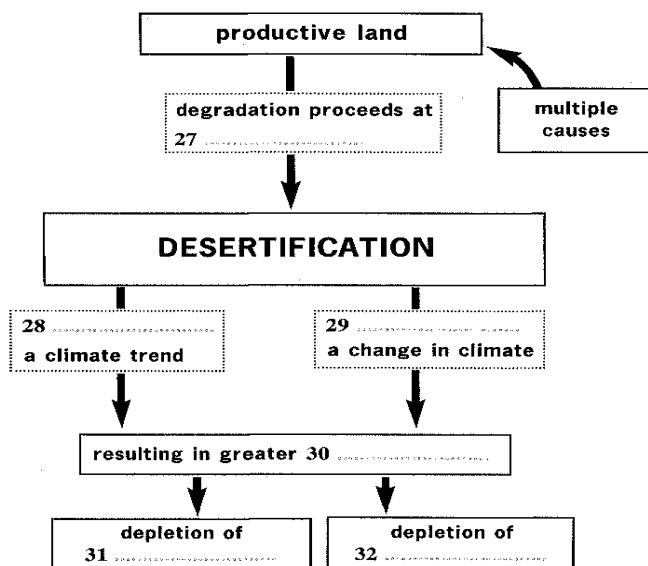 productive land
degradation proceeds at
27 ....................
multiple
causes
DESERTIFICATION
28 ....................
a climate trend
29 ....................
a change in climate
resulting in greater 30 ....................
depletion of
31 ....................
depletion of
32 ....................